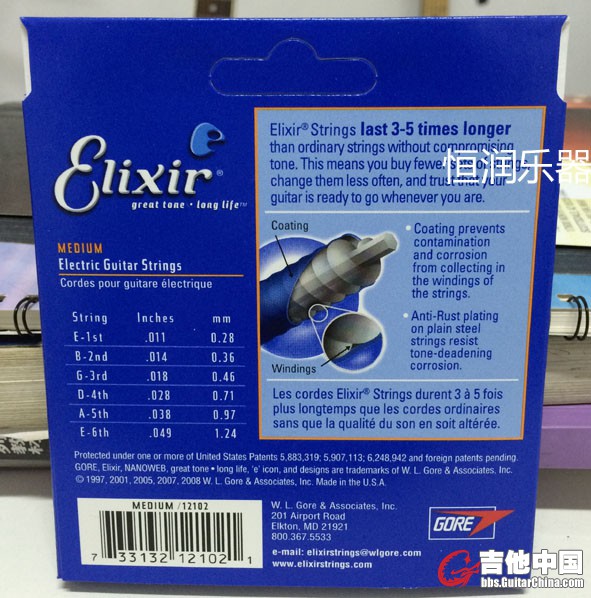 Elixir®
great tone • long life™
MEDIUM
Electric Guitar Strings
Cordes pour guitare électrique
String Inches mm
E-1st .011 0.28
B-2nd .014 0.36
G-3rd .018 0.46
D-4th .028 0.71
A-5th .038 0.97
E-6th .049 1.24
Elixir® Strings last 3-5 times longer
than ordinary strings without compromising
tone. This means you buy fewer
change them less often, and trust that your
guitar is ready to go whenever you are.
恒润乐器
Coating
Windings
• Coating prevents
contamination
and corrosion
from collecting in
the windings of
the strings.
• Anti-Rust plating
on plain steel
strings resist
tone-deadening
corrosion.
Les cordes Elixir® Strings durent 3 à 5 fois
plus longtemps que les cordes ordinaires
sans que la qualité du son en soit altérée.
Protected under one or more of United States Patents 5,883,319; 5,907,113; 6,248,942 and foreign patents pending.
GORE, Elixir, NANOWEB, great tone • long life, 'e' icon, and designs are trademarks of W. L. Gore & Associates, Inc.
© 1997, 2001, 2005, 2007, 2008 W. L. Gore & Associates, Inc. Made in the U.S.A.
MEDIUM /12102
7 33132 12102 1
W. L. Gore & Associates, Inc.
201 Airport Road
Elkton, MD 21921
800.367.5533
e-mail: elixirstrings@wlgore.com
www.elixirstrings.com
GORE
吉他中国
bbs.GuitarChina.com